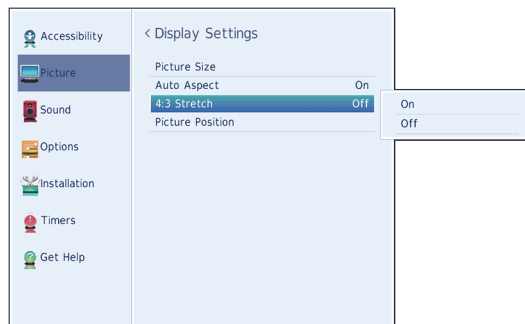 Accessibility
Picture
Sound
Options
Installation
Timers
Get Help
< Display Settings
Picture Size
Auto Aspect On
4:3 Stretch Off
Picture Position
On
Off